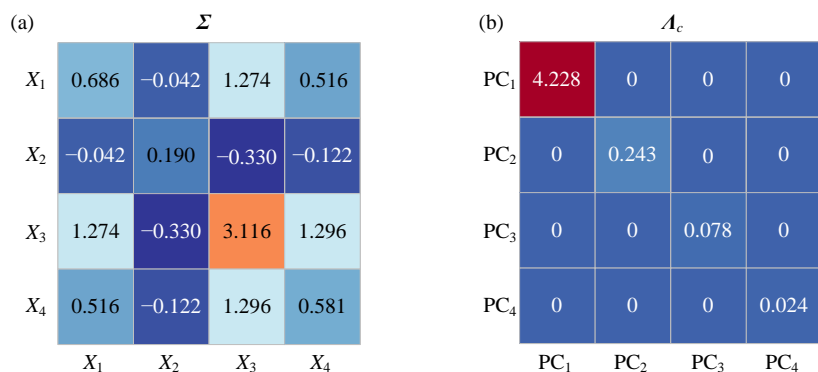 (a) Σ
X₁ 0.686 −0.042 1.274 0.516
X₂ −0.042 0.190 −0.330 −0.122
X₃ 1.274 −0.330 3.116 1.296
X₄ 0.516 −0.122 1.296 0.581
X₁ X₂ X₃ X₄
(b) Λc
PC₁ 4.228 0 0 0
PC₂ 0 0.243 0 0
PC₃ 0 0 0.078 0
PC₄ 0 0 0 0.024
PC₁ PC₂ PC₃ PC₄